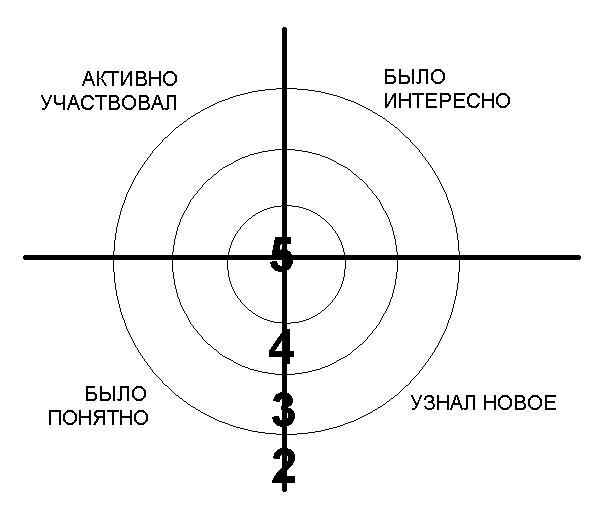 АКТИВНО
УЧАСТВОВАЛ
БЫЛО
ИНТЕРЕСНО
5
4
3
2
БЫЛО
ПОНЯТНО
УЗНАЛ НОВОЕ